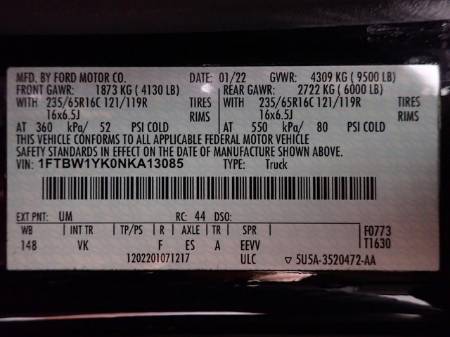 MFD. BY FORD MOTOR CO. DATE: 01/22 GVWR: 4309 KG ( 9500 LB)
FRONT GAWR: 1873 KG ( 4130 LB) REAR GAWR: 2722 KG ( 6000 LB)
WITH 235/65R16C 121/119R TIRES WITH 235/65R16C 121/119R TIRES
16x6.5J RIMS 16x6.5J RIMS
AT 360 kPa/ 52 PSI COLD AT 550 kPa/ 80 PSI COLD
THIS VEHICLE CONFORMS TO ALL APPLICABLE FEDERAL MOTOR VEHICLE
SAFTEY STANDARD IN EFFECT ON THE DATE OF MANUFACTURE SHOWN ABOVE.
VIN: 1FTBW1YK0NKA13085 TYPE: Truck
EXT PNT: UM RC: 44 DSO:
WB INT TR TP/PS R AXLE TR SPR F0773
148 VK F ES A EEVV T1630
1202201071217 ULC ▽ 5U5A-3520472-AA